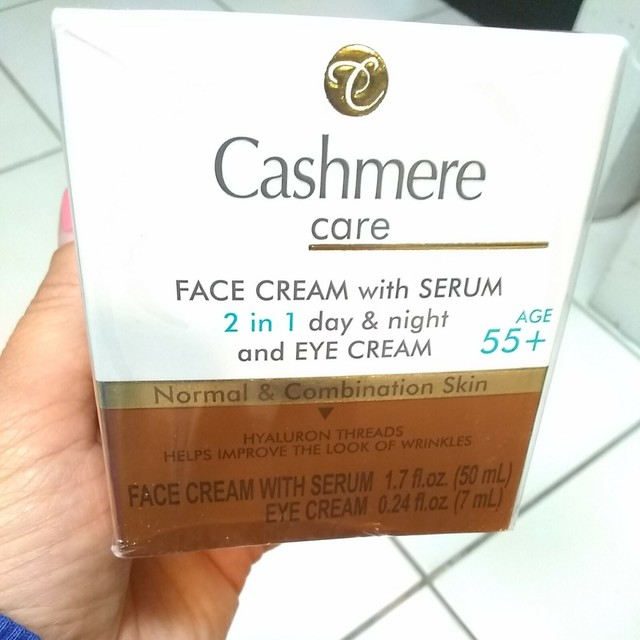 C
Cashmere
care
FACE CREAM with SERUM
2 in 1 day & night
and EYE CREAM
AGE
55+
Normal & Combination Skin
HYALURON THREADS
HELPS IMPROVE THE LOOK OF WRINKLES
FACE CREAM WITH SERUM 1.7 fl.oz. (50 mL)
EYE CREAM 0.24 fl.oz. (7 mL)